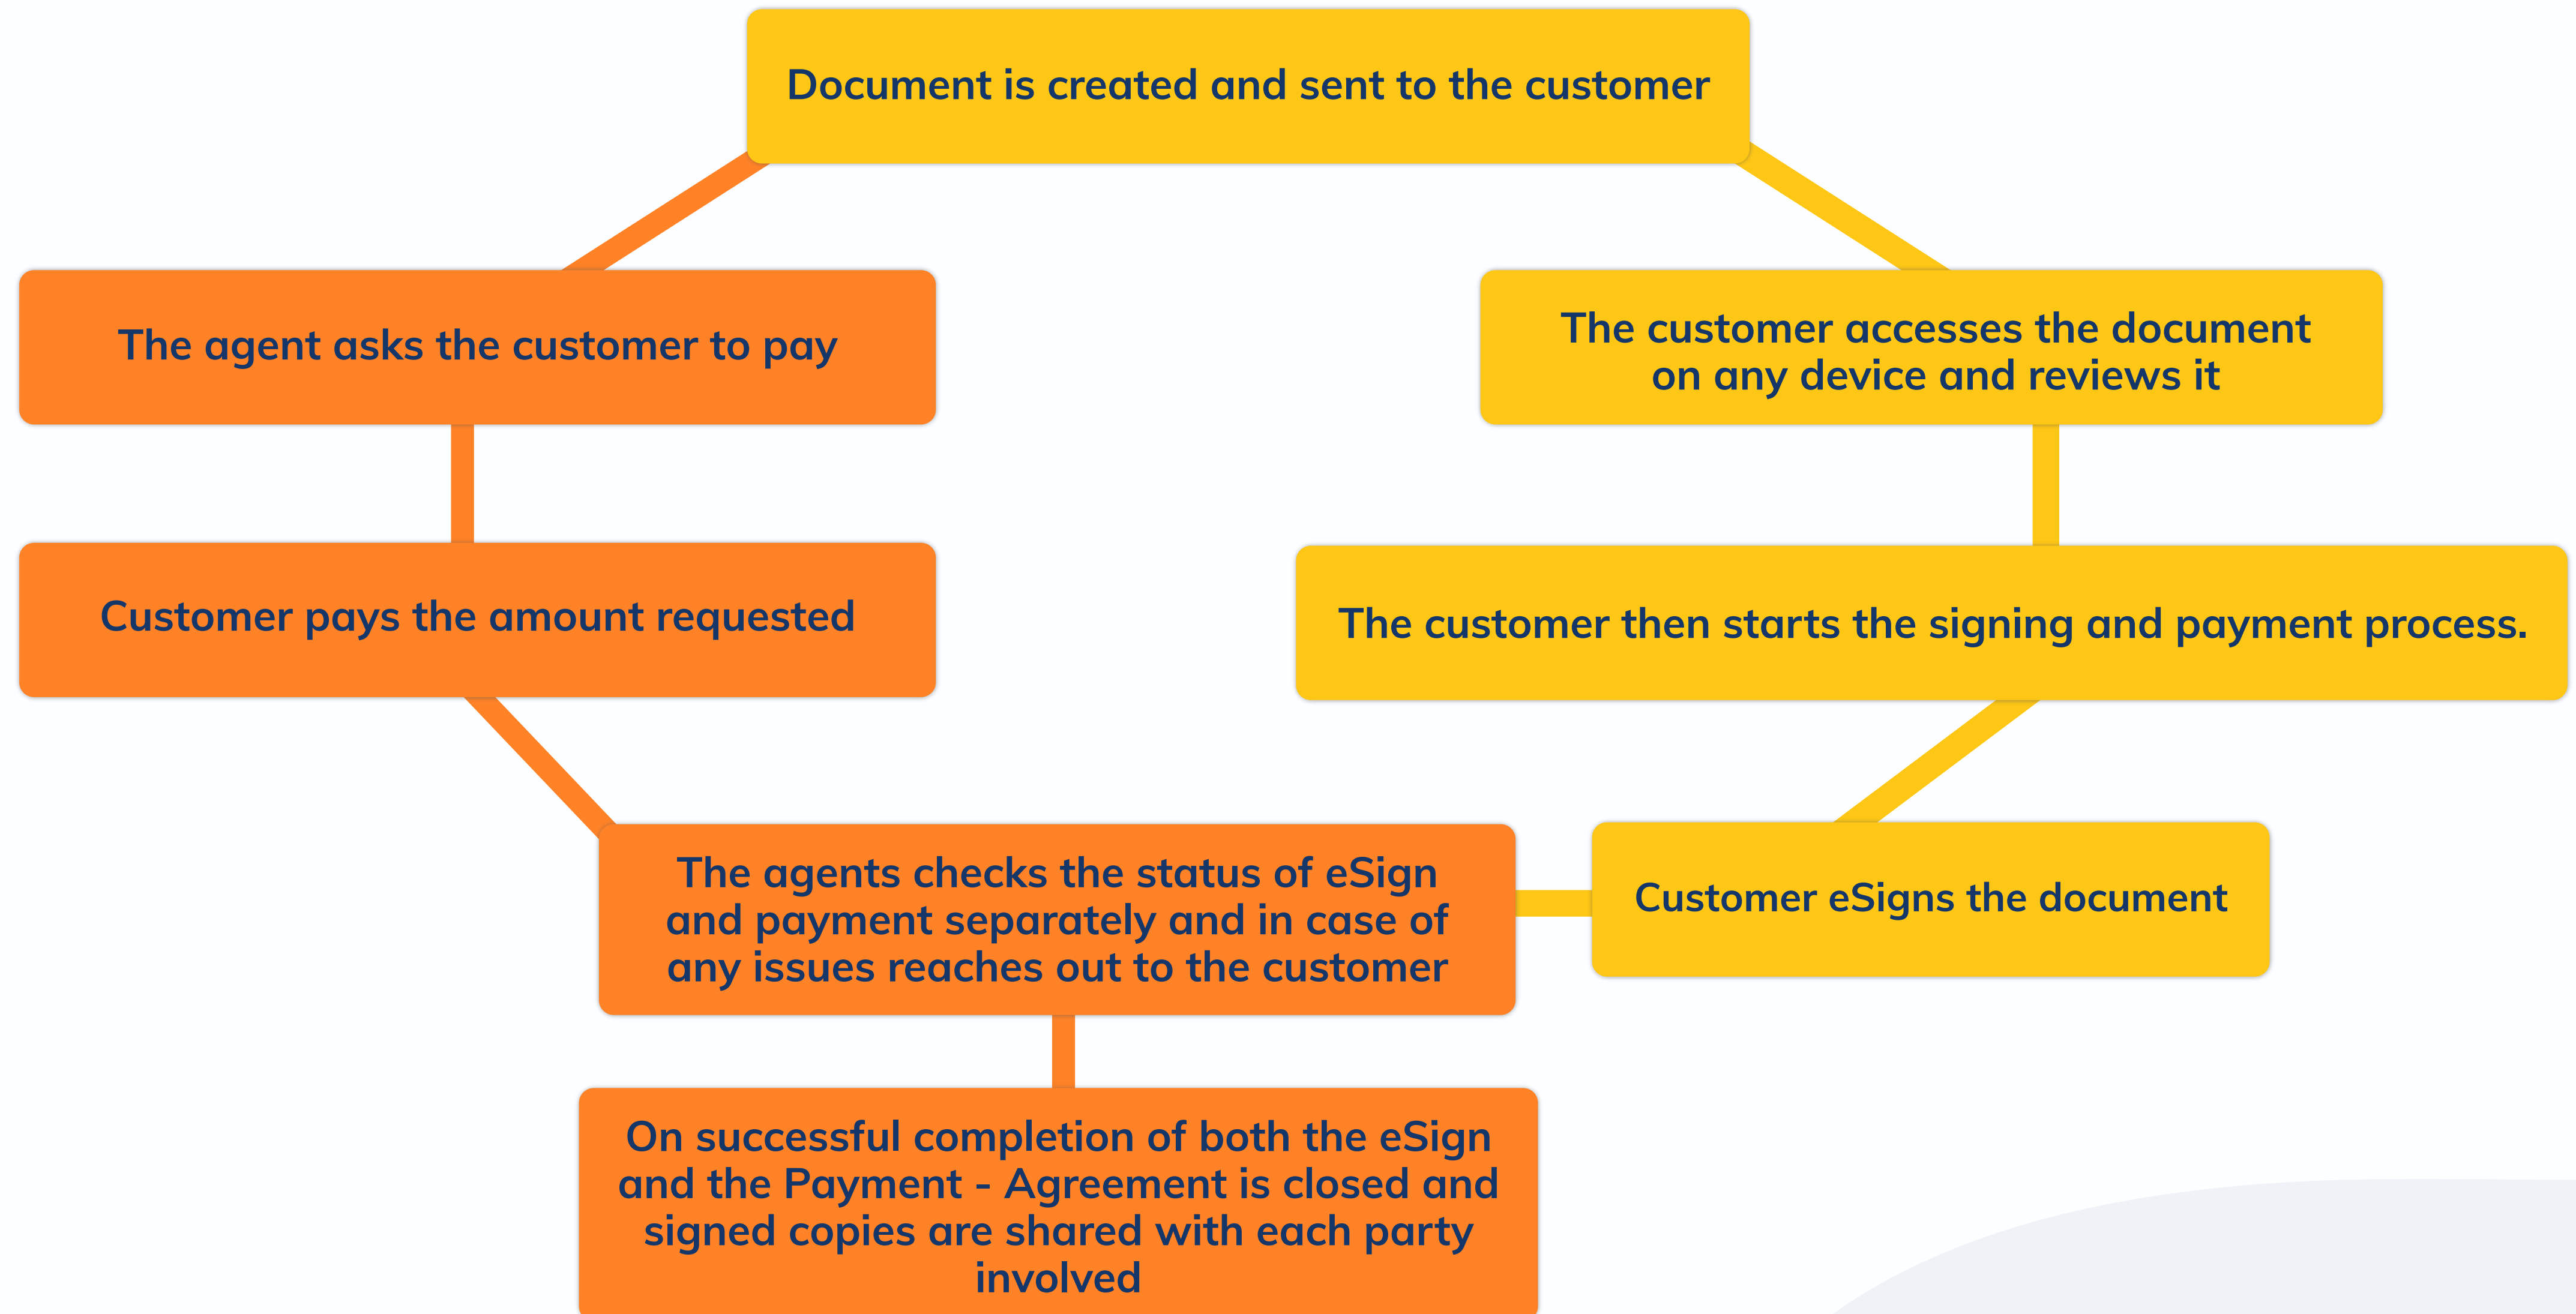 Document is created and sent to the customer
The agent asks the customer to pay
The customer accesses the document
on any device and reviews it
Customer pays the amount requested
The customer then starts the signing and payment process.
The agents checks the status of eSign
and payment separately and in case of
any issues reaches out to the customer
Customer eSigns the document
On successful completion of both the eSign
and the Payment - Agreement is closed and
signed copies are shared with each party
involved